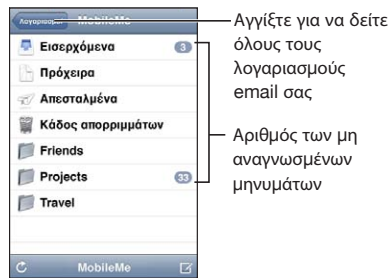 Λογαριασμοί MobileMe
Εισερχόμενα 3
Πρόχειρα
Απεσταλμένα
Κάδος απορριμμάτων
Friends
Projects 33
Travel
MobileMe
Αγγίξτε για να δείτε
όλους τους
λογαριασμούς
email σας
Αριθμός των μη
αναγνωσμένων
μηνυμάτων